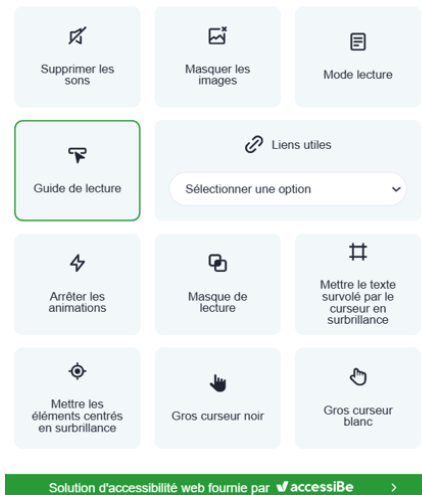 Supprimer les
sons
Masquer les
images
Mode lecture
Guide de lecture
Liens utiles
Sélectionner une option
Arrêter les
animations
Masque de
lecture
Mettre le texte
survolé par le
curseur en
surbrillance
Mettre les
éléments centrés
en surbrillance
Gros curseur noir
Gros curseur
blanc
Solution d'accessibilité web fournie par accessiBe